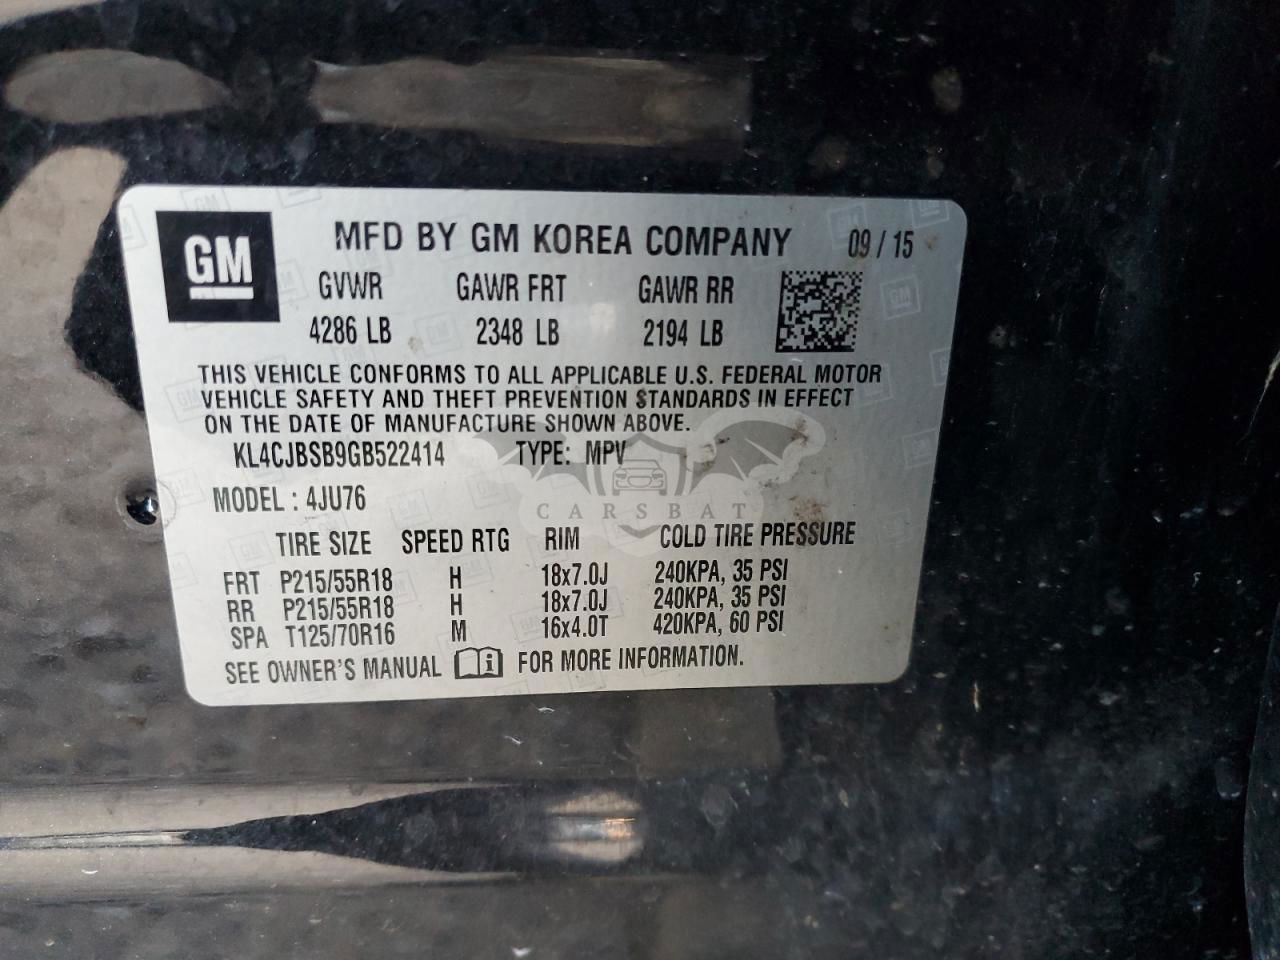 GM MFD BY GM KOREA COMPANY 09 / 15
GVWR GAWR FRT GAWR RR
4286 LB 2348 LB 2194 LB
THIS VEHICLE CONFORMS TO ALL APPLICABLE U.S. FEDERAL MOTOR
VEHICLE SAFETY AND THEFT PREVENTION STANDARDS IN EFFECT
ON THE DATE OF MANUFACTURE SHOWN ABOVE.
KL4CJBSB9GB522414 TYPE: MPV
MODEL : 4JU76
CARSBAT
TIRE SIZE SPEED RTG RIM COLD TIRE PRESSURE
FRT P215/55R18 H 18x7.0J 240KPA, 35 PSI
RR P215/55R18 H 18x7.0J 240KPA, 35 PSI
SPA T125/70R16 M 16x4.0T 420KPA, 60 PSI
SEE OWNER'S MANUAL i FOR MORE INFORMATION.